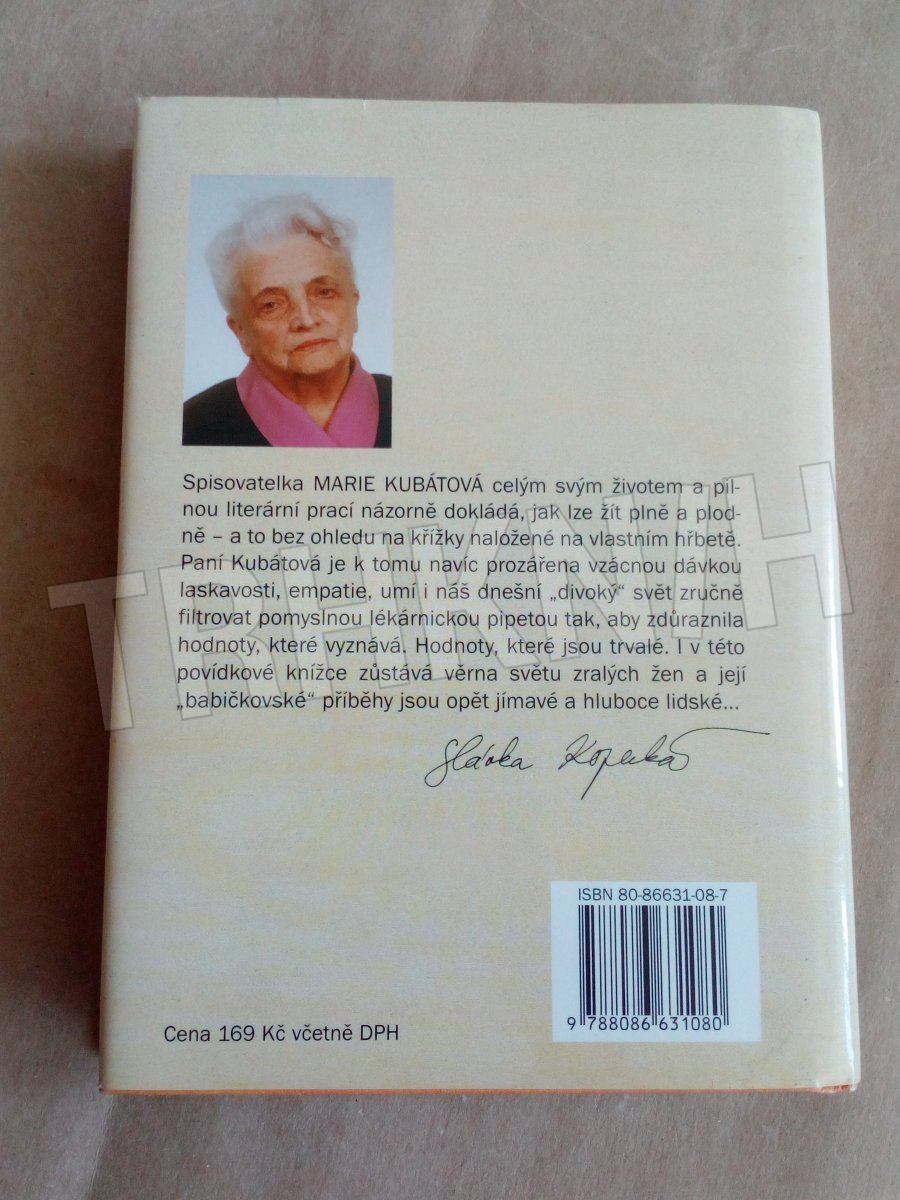 Spisovatelka MARIE KUBÁTOVÁ celým svým životem a pil-
nou literární prací názorně dokládá, jak lze žít plně a plod-
ně – a to bez ohledu na křížky naložené na vlastním hřbetě.
Paní Kubátová je k tomu navíc prozářena vzácnou dávkou
laskavosti, empatie, umí i náš dnešní „divoký“ svět zručně
filtrovat pomyslnou lékárnickou pipetou tak, aby zdůraznila
hodnoty, které vyznává. Hodnoty, které jsou trvalé. I v této
povídkové knížce zůstává věrna světu zralých žen a její
„babičkovské“ příběhy jsou opět jímavé a hluboce lidské...
TRHKNIH
ISBN 80-86631-08-7
9 788086 631080
Cena 169 Kč včetně DPH